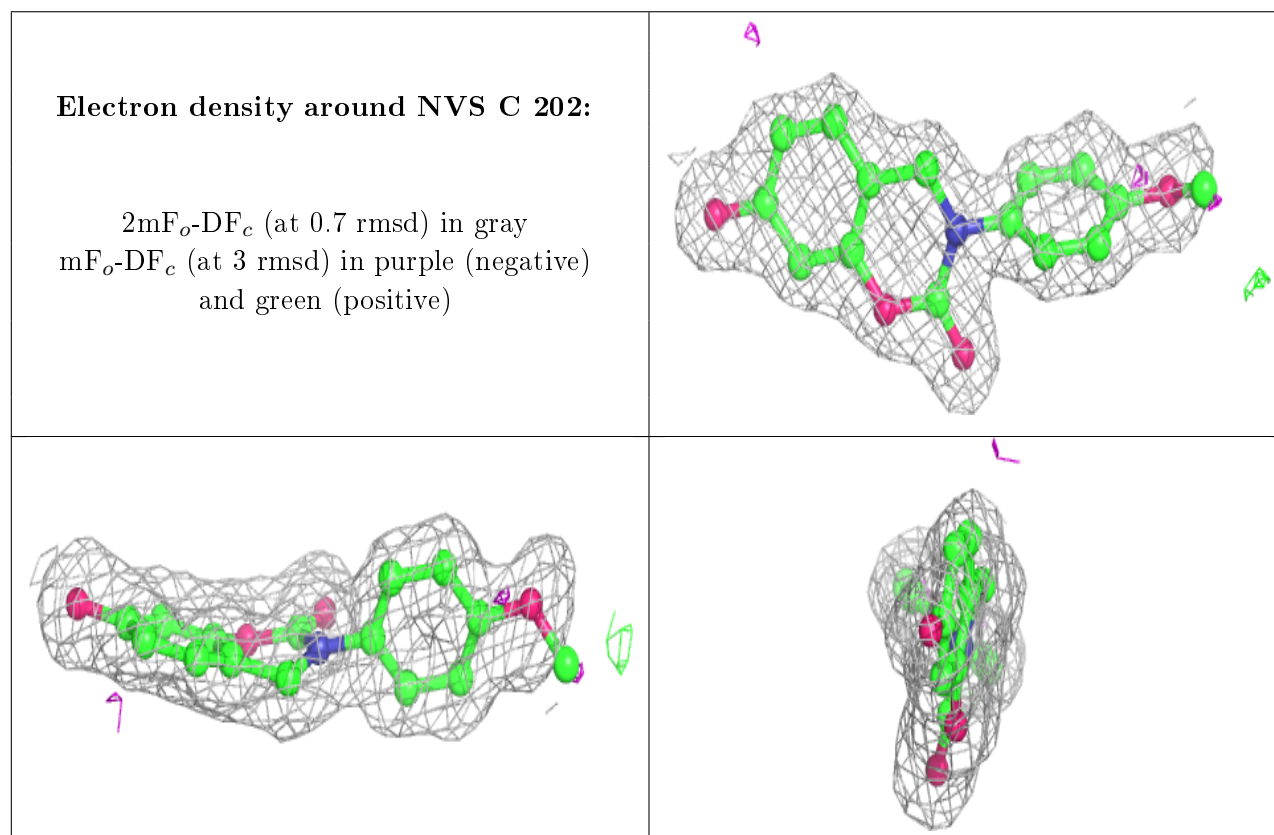 Electron density around NVS C 202:
2mFo-DFc (at 0.7 rmsd) in gray
mFo-DFc (at 3 rmsd) in purple (negative)
and green (positive)